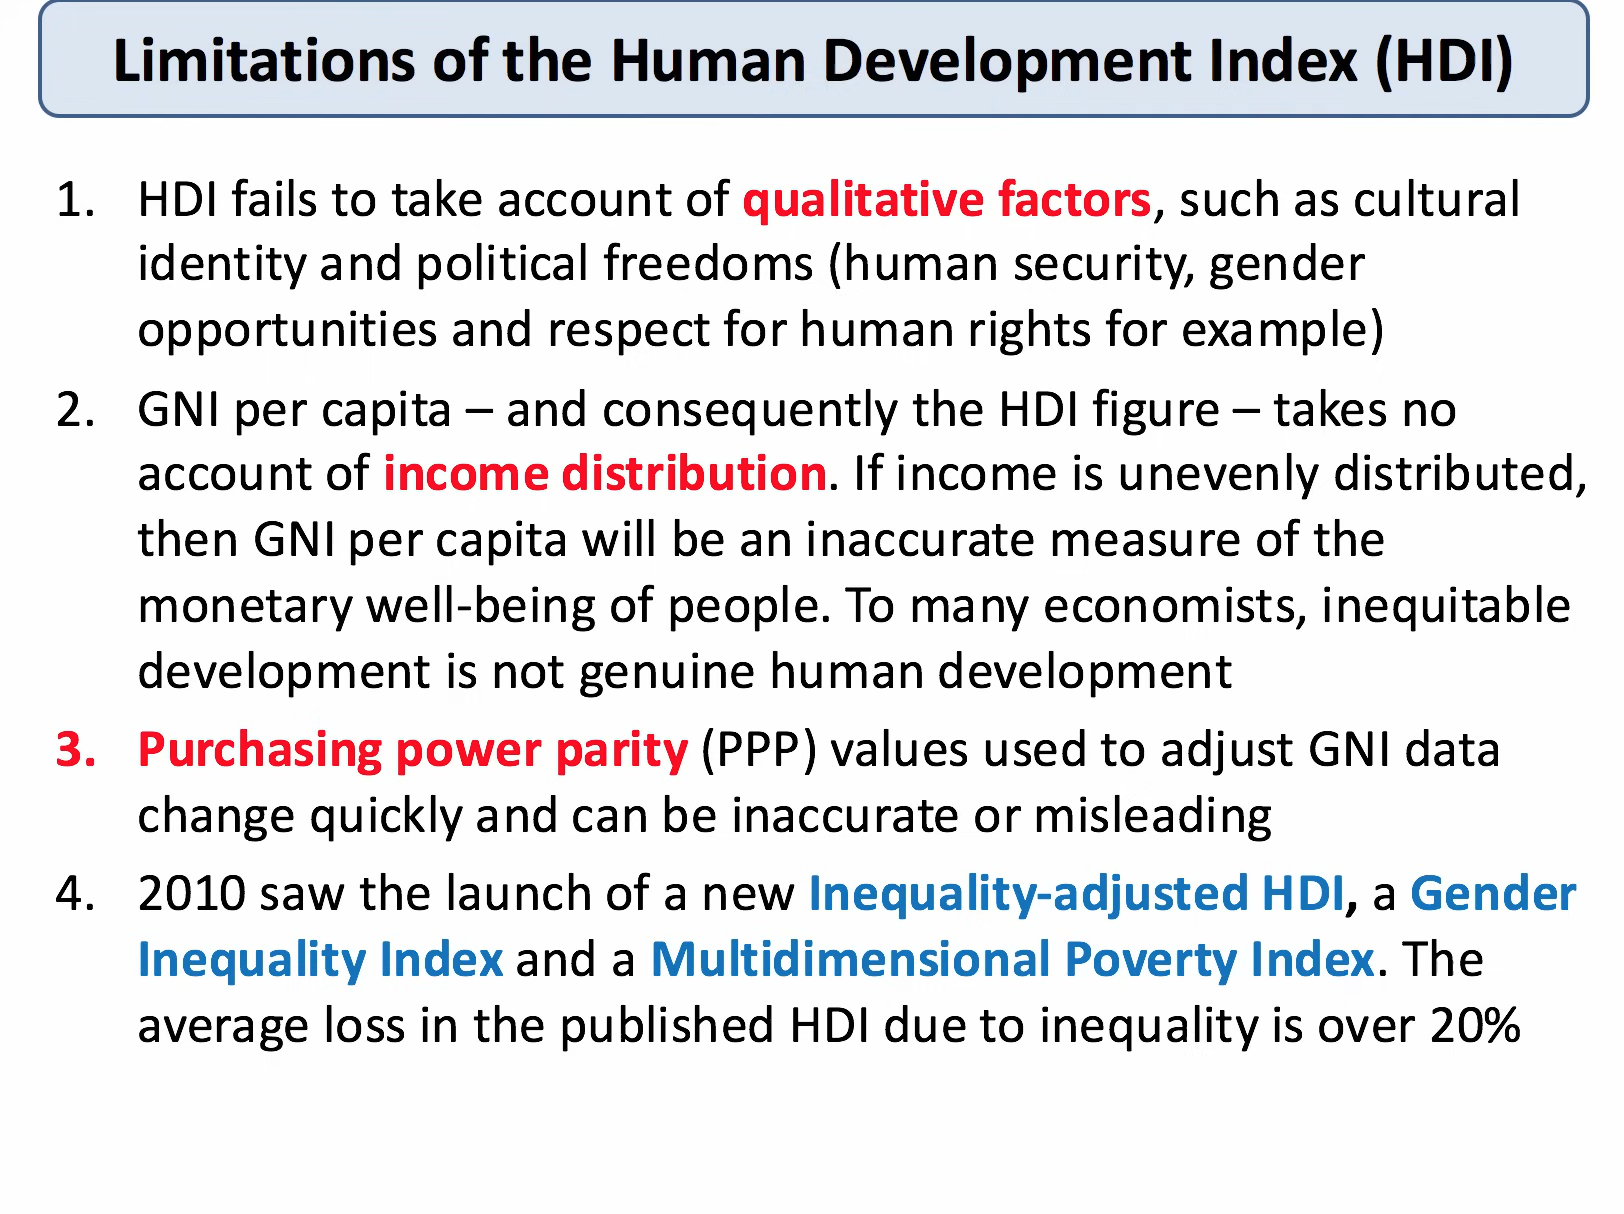 Limitations of the Human Development Index (HDI)
1. HDI fails to take account of qualitative factors, such as cultural
identity and political freedoms (human security, gender
opportunities and respect for human rights for example)
2. GNI per capita – and consequently the HDI figure – takes no
account of income distribution. If income is unevenly distributed,
then GNI per capita will be an inaccurate measure of the
monetary well-being of people. To many economists, inequitable
development is not genuine human development
3. Purchasing power parity (PPP) values used to adjust GNI data
change quickly and can be inaccurate or misleading
4. 2010 saw the launch of a new Inequality-adjusted HDI, a Gender
Inequality Index and a Multidimensional Poverty Index. The
average loss in the published HDI due to inequality is over 20%